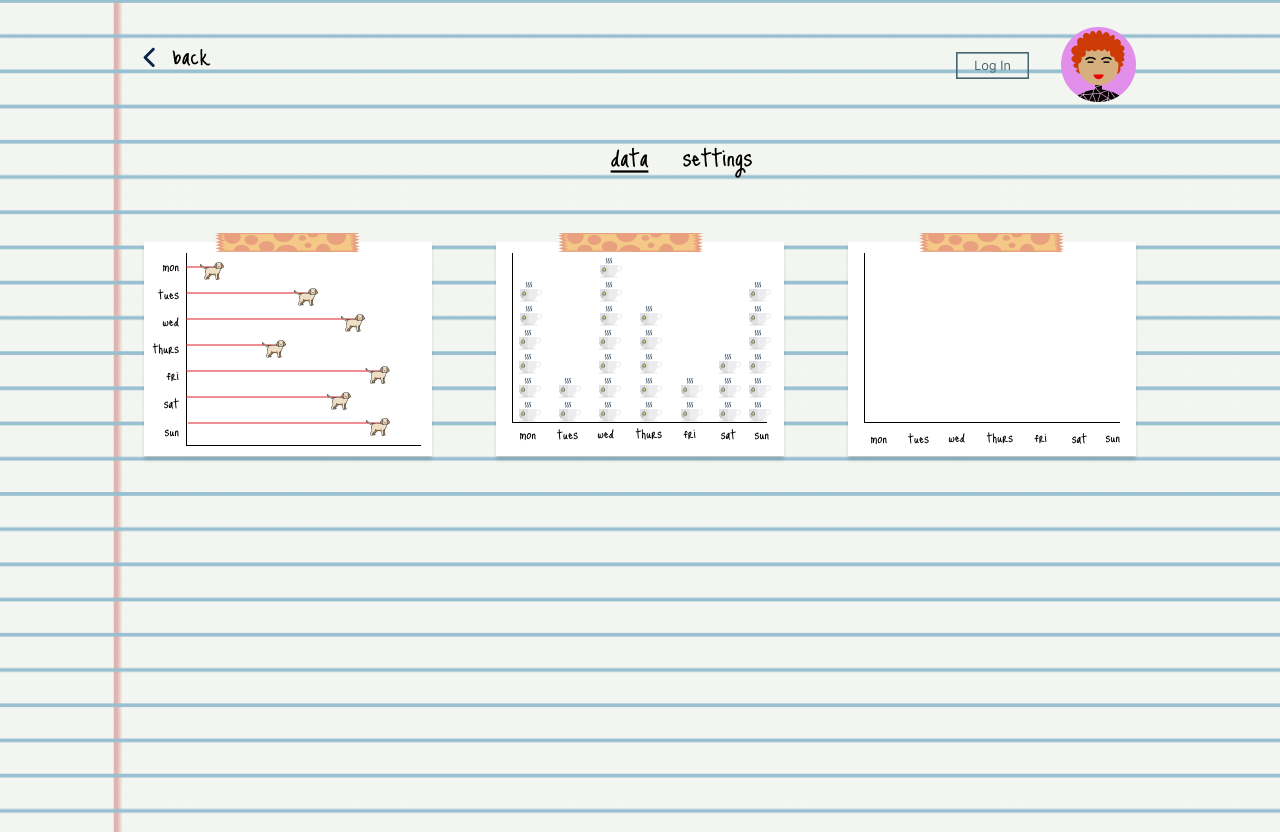 back
Log In
data settings
mon
tues
wed
thurs
fri
sat
sun
mon tues wed thurs fri sat sun
mon tues wed thurs fri sat sun